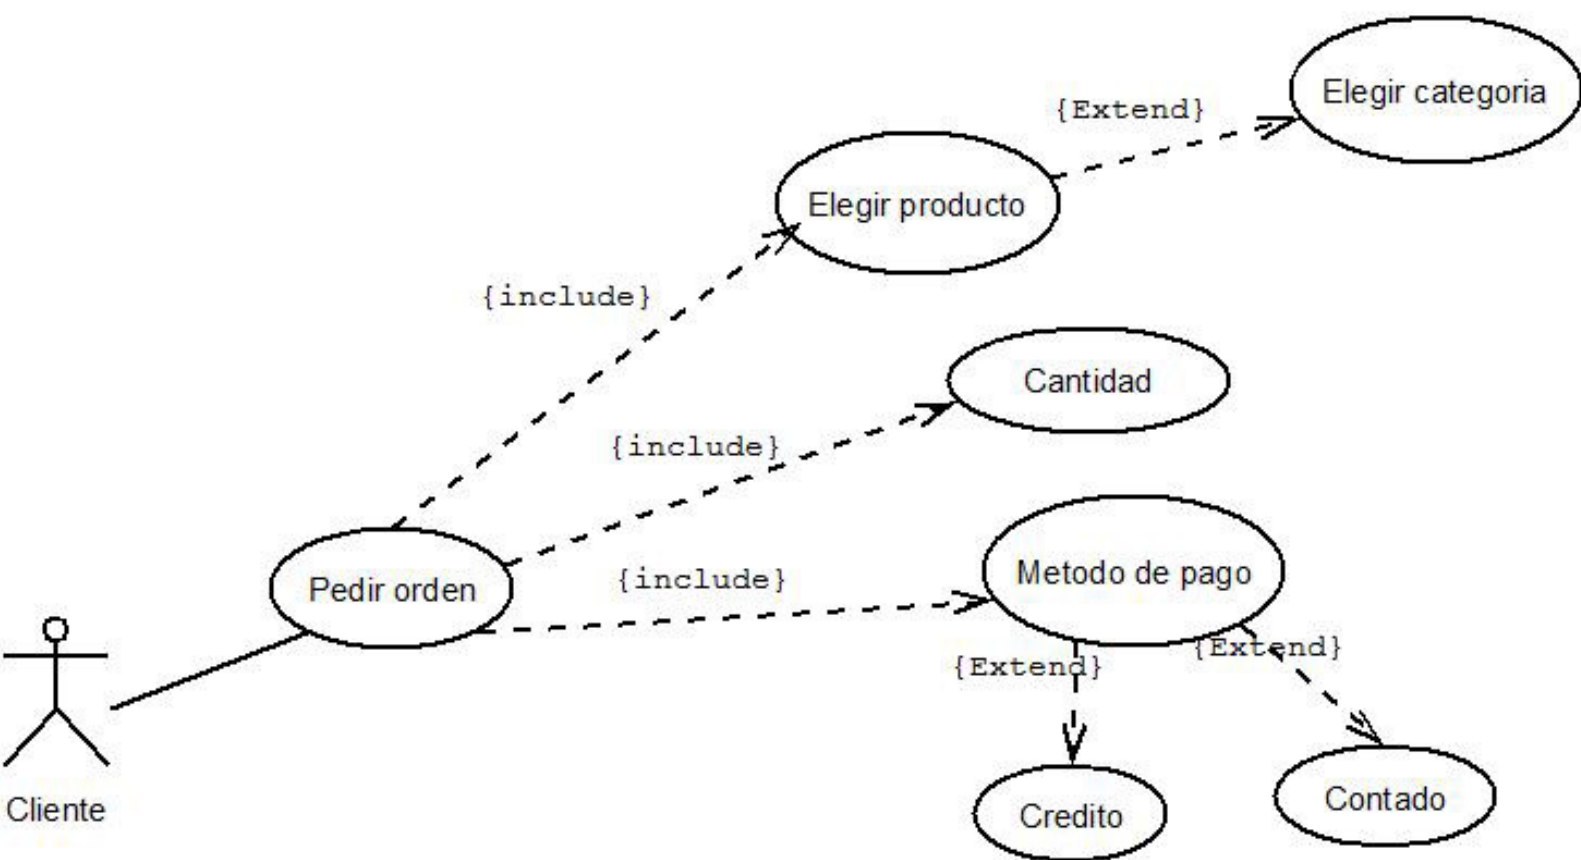 Elegir categoria
{Extend}
Elegir producto
{include}
Cantidad
{include}
Metodo de pago
{include}
Pedir orden
{Extend}
{Extend}
Contado
Credito
Cliente